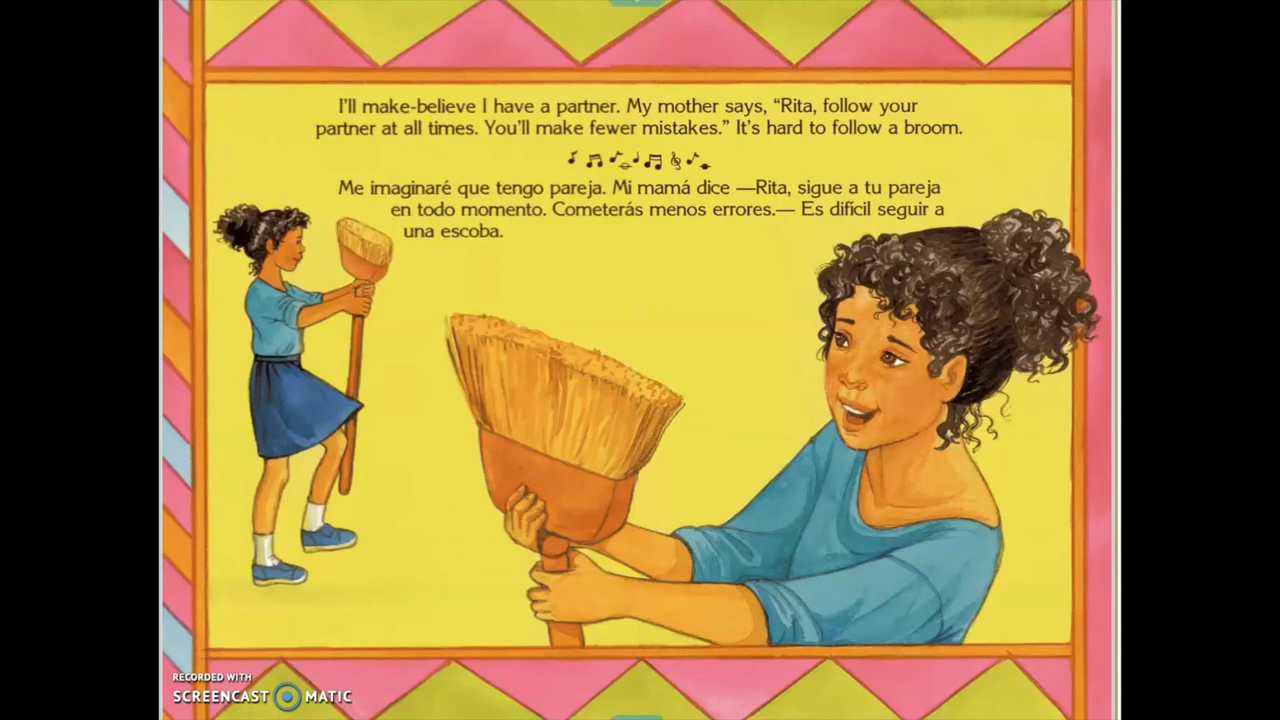 I'll make-believe I have a partner. My mother says, “Rita, follow your
partner at all times. You'll make fewer mistakes.” It's hard to follow a broom.
Me imaginaré que tengo pareja. Mi mamá dice —Rita, sigue a tu pareja
en todo momento. Cometerás menos errores.— Es difícil seguir a
una escoba.
RECORDED WITH
SCREENCAST MATIC